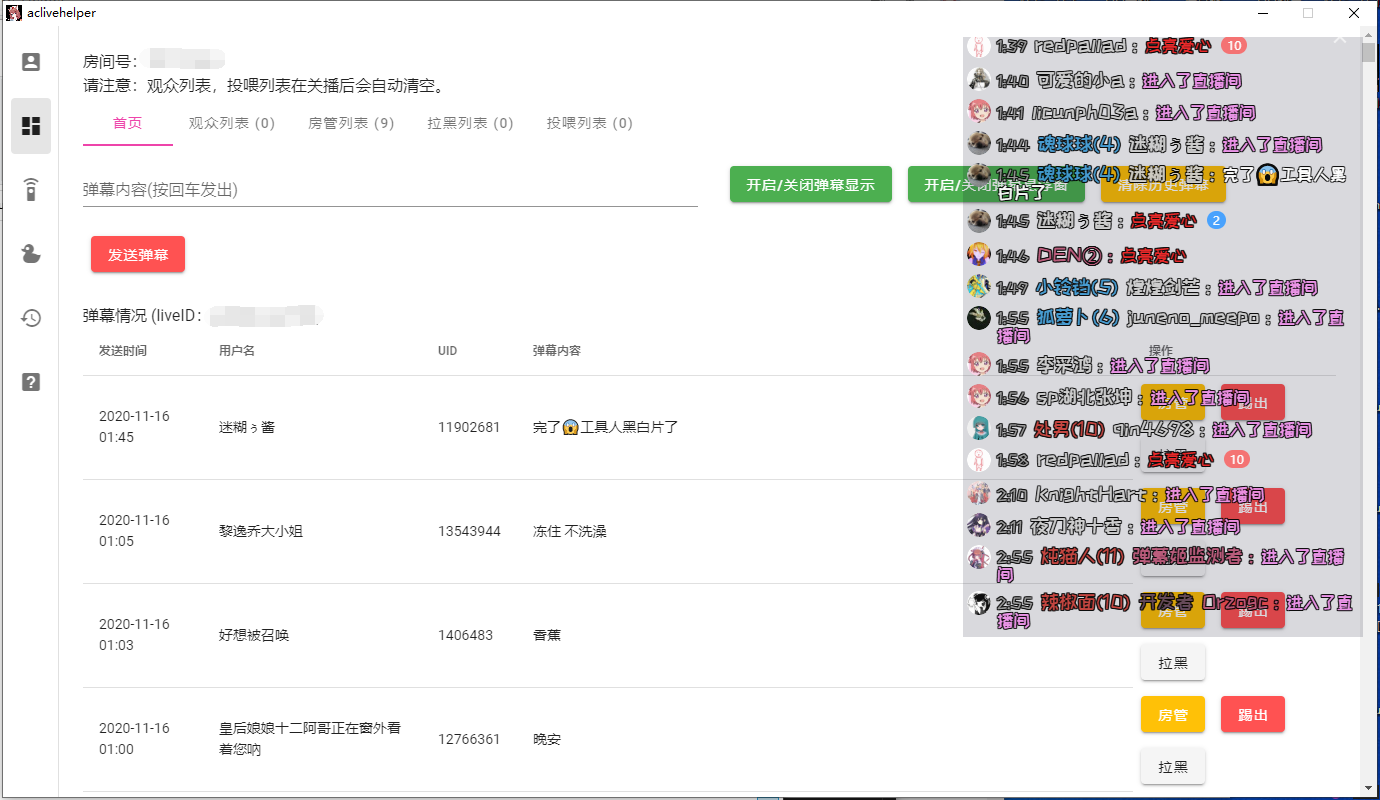 aclivehelper
房间号：
请注意：观众列表，投喂列表在关播后会自动清空。
首页
观众列表 (0)
房管列表 (9)
拉黑列表 (0)
投喂列表 (0)
弹幕内容(按回车发出)
开启/关闭弹幕显示
清除历史弹幕
发送弹幕
弹幕情况 (liveID：
发送时间
用户名
UID
弹幕内容
操作
2020-11-16
01:45
迷糊ぅ酱
11902681
完了😱工具人黑白片了
2020-11-16
01:05
黎逸乔大小姐
13543944
冻住 不洗澡
2020-11-16
01:03
好想被召唤
1406483
香蕉
拉黑
2020-11-16
01:00
皇后娘娘十二阿哥正在窗外看
着您呐
12766361
晚安
房管
踢出
拉黑
1:39 redpallad：点亮爱心 10
1:40 可爱的小a：进入了直播间
1:41 licunph03a：进入了直播间
1:44 魂球球(4) 迷糊ぅ酱：进入了直播间
1:45 魂球球(4) 迷糊ぅ酱：完了😱工具人黑
白片了
1:45 迷糊ぅ酱：点亮爱心 2
1:46 DEN②：点亮爱心
1:49 小铃铛(5) 煌煌剑芒：进入了直播间
1:55 狐萝卜(6) juneno_meepo：进入了直
播间
1:55 李采鸿：进入了直播间
1:56 sp湖北张坤：进入了直播间
1:57 处男(10) qin4698：进入了直播间
1:58 redpallad：点亮爱心 10
2:10 KnightHart：进入了直播间
2:11 夜刀神十香：进入了直播间
2:55 炖猫人(11) 弹幕姬监测者：进入了直播
间
2:55 辣椒面(10) 开发者 Orzogc：进入了直
播间
房管
踢出
房管
踢出
房管
踢出